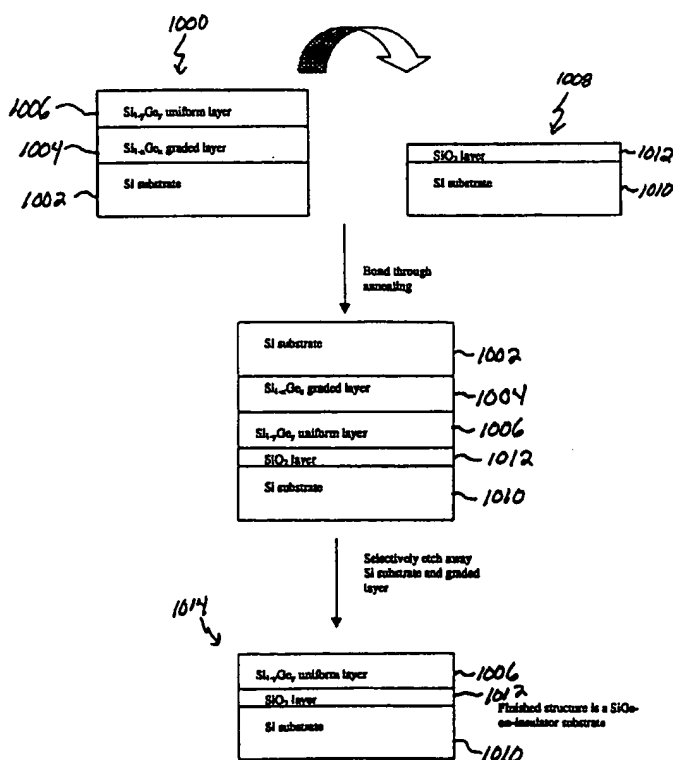 1000
1008
1006
Si1-yGey uniform layer
1004
Si1-xGex graded layer
1002
Si substrate
SiO2 layer
1012
Si substrate
1010
Bond through
annealing
Si substrate
1002
Si1-xGex graded layer
1004
Si1-yGey uniform layer
1006
SiO2 layer
1012
Si substrate
1010
Selectively etch away
Si substrate and graded
layer
1014
Si1-yGey uniform layer
1006
SiO2 layer
1012
Finished structure is a SiGe-
on-insulator substrate
Si substrate
1010